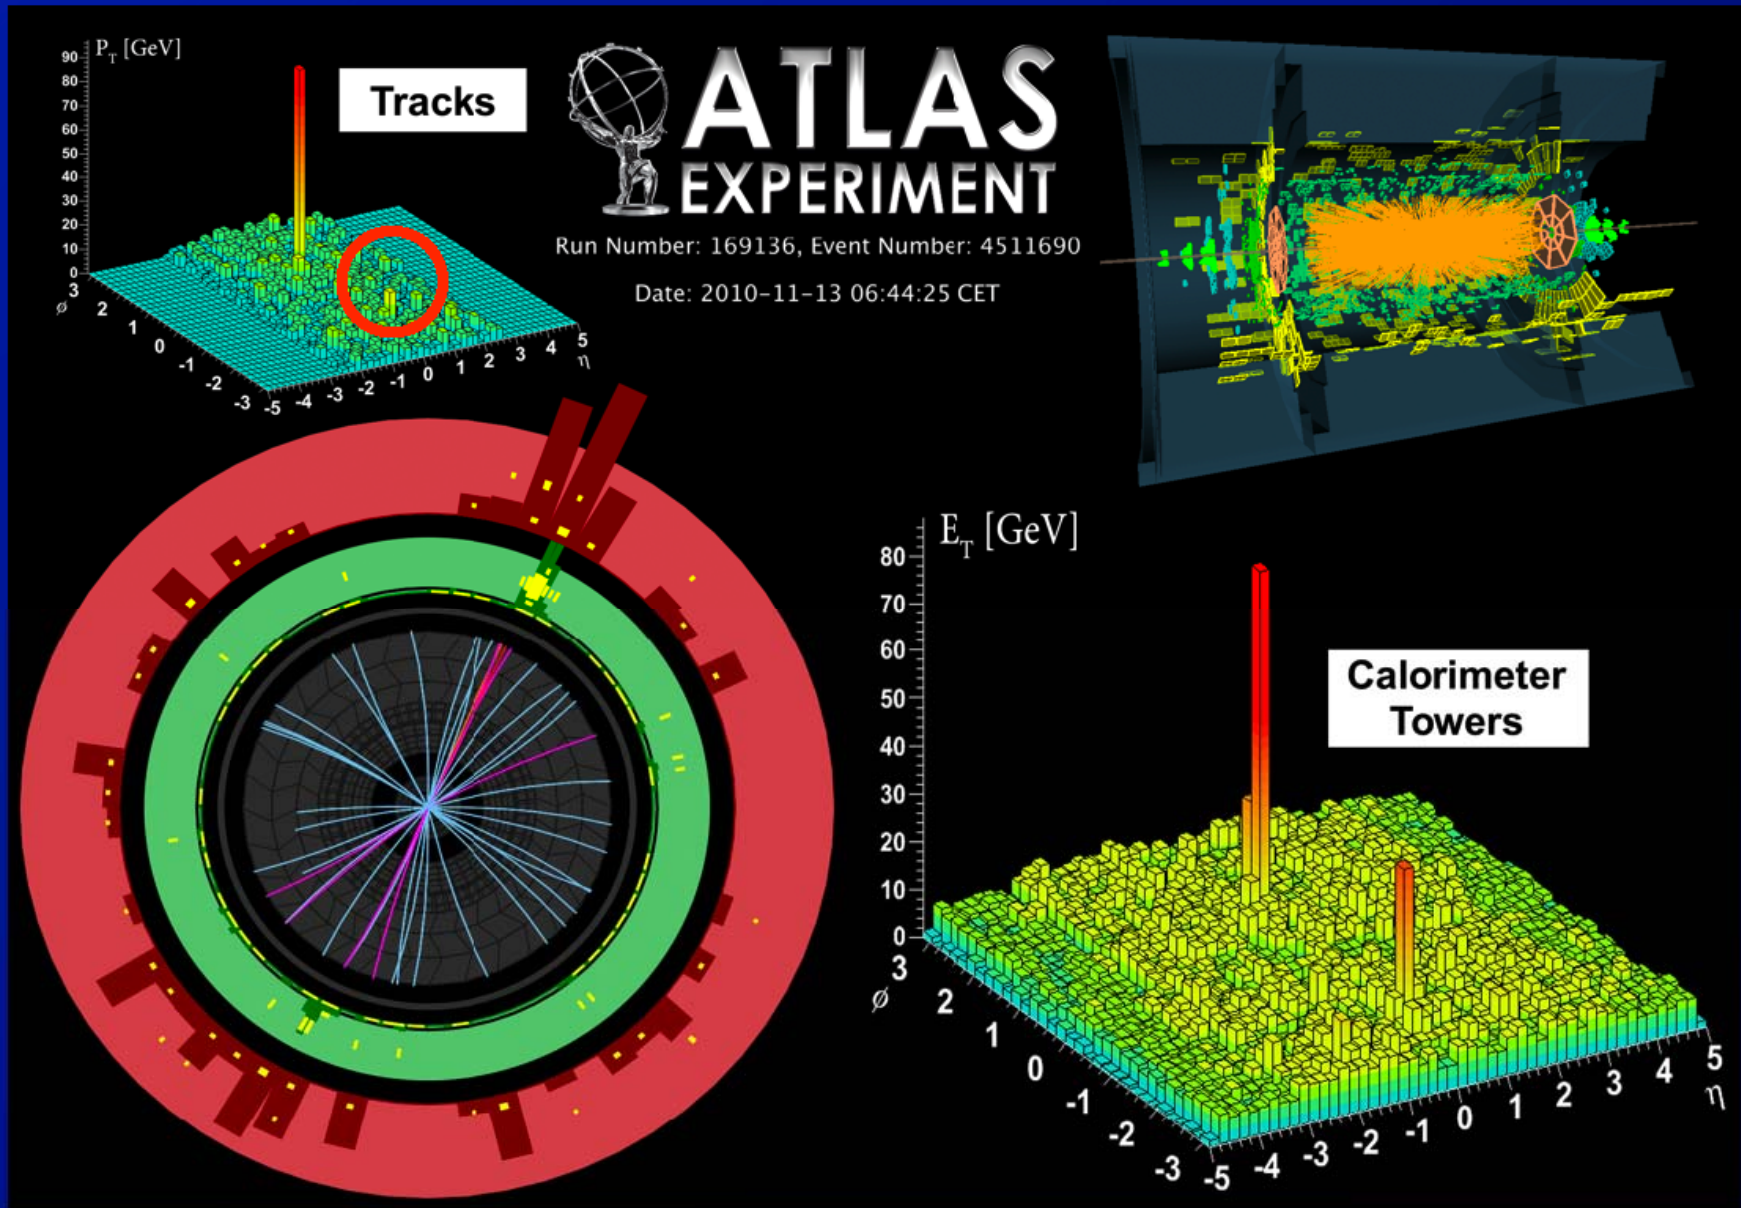 P_T [GeV]
90
80
70
60
50
40
30
20
10
0
3
2
1
0
-1
-2
-3
ø
-5 -4 -3 -2 -1 0 1 2 3 4 5
η
Tracks
ATLAS
EXPERIMENT
Run Number: 169136, Event Number: 4511690
Date: 2010-11-13 06:44:25 CET
E_T [GeV]
80
70
60
50
40
30
20
10
0
3
2
1
0
-1
-2
-3
ø
-5 -4 -3 -2 -1 0 1 2 3 4 5
η
Calorimeter
Towers